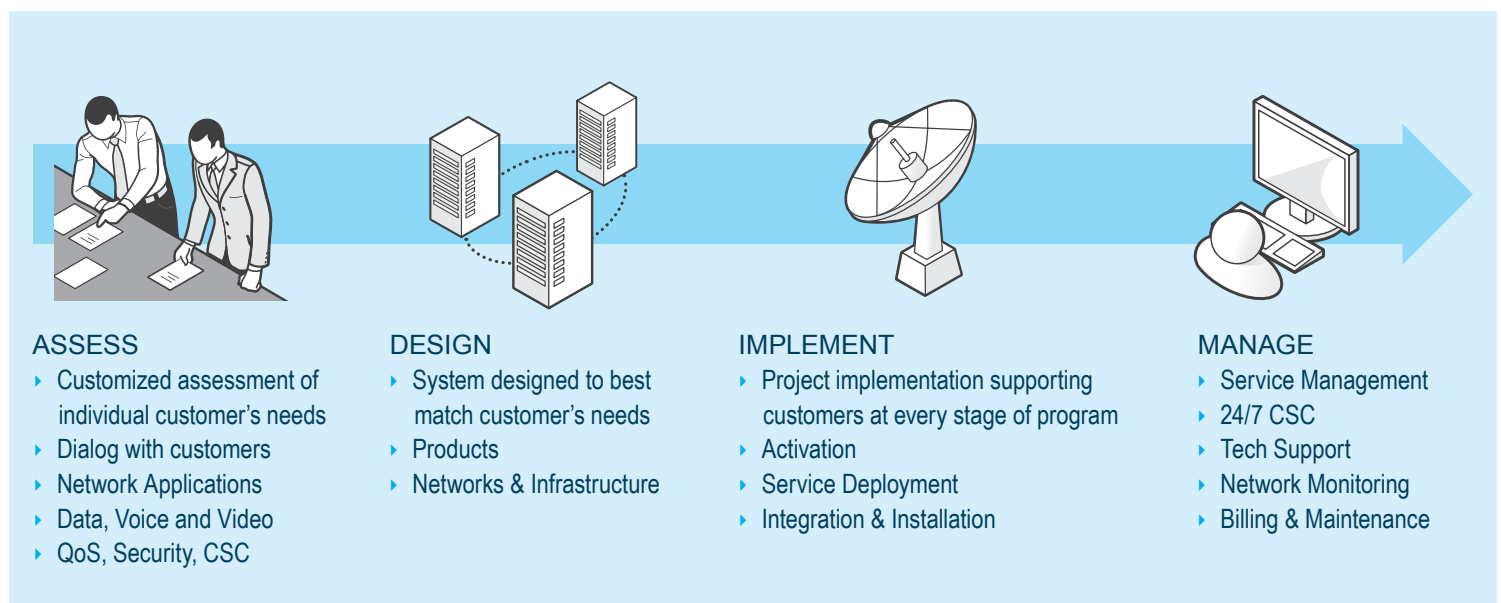 ASSESS
‣ Customized assessment of
individual customer’s needs
‣ Dialog with customers
‣ Network Applications
‣ Data, Voice and Video
‣ QoS, Security, CSC
DESIGN
‣ System designed to best
match customer’s needs
‣ Products
‣ Networks & Infrastructure
IMPLEMENT
‣ Project implementation supporting
customers at every stage of program
‣ Activation
‣ Service Deployment
‣ Integration & Installation
MANAGE
‣ Service Management
‣ 24/7 CSC
‣ Tech Support
‣ Network Monitoring
‣ Billing & Maintenance